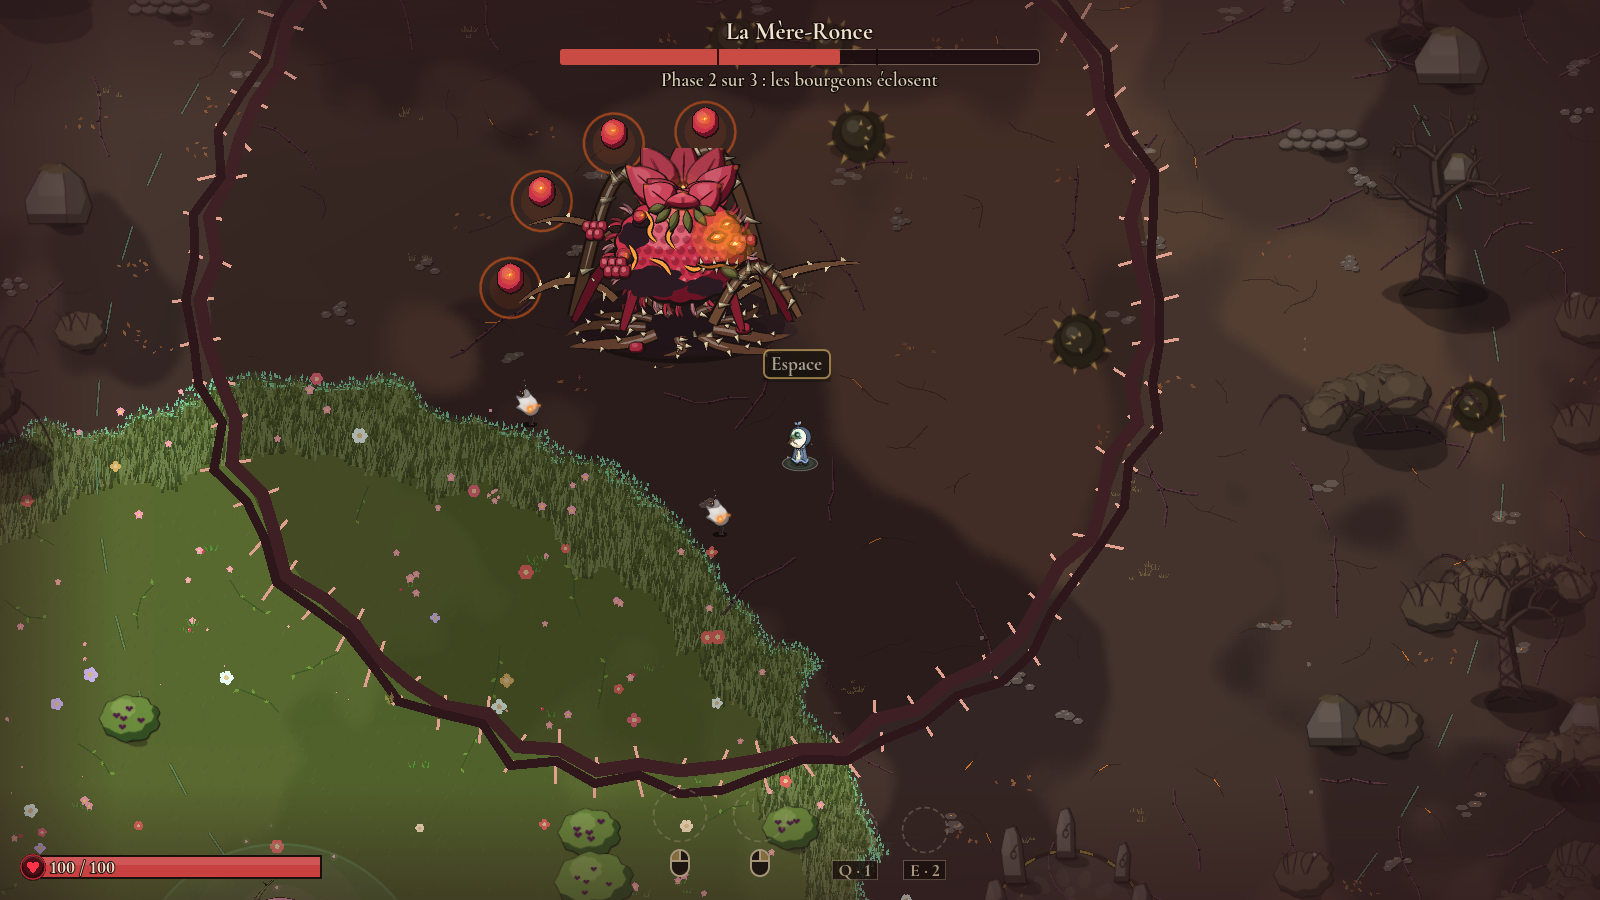 La Mère-Ronce
Phase 2 sur 3 : les bourgeons éclosent
Espace
100 / 100
Q · 1
E · 2